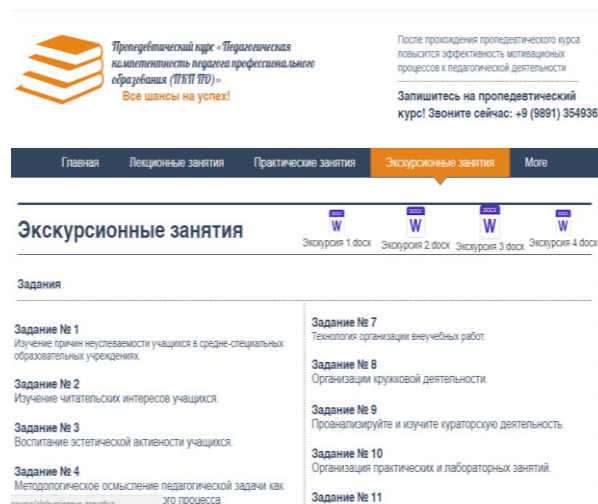 Пропедевтический курс «Педагогическая
компетентность педагога профессионального
образования (ПКП ПО)»
Все шансы на успех!
После прохождения пропедевтического курса
повысится эффективность мотивационых
процессов к педагогической деятельности
Запишитесь на пропедевтический
курс! Звоните сейчас: +9 (9891) 354936
Главная
Лекционные занятия
Практические занятия
Экскурсионные занятия
More
Экскурсионные занятия
DOCX
W
Экскурсия 1.docx
DOCX
W
Экскурсия 2.docx
DOCX
W
Экскурсия 3.docx
DOCX
W
Экскурсия 4.docx
Задания
Задание № 1
Изучение причин неуспеваемости учащихся в средне-специальных
образовательных учреждениях.
Задание № 2
Изучение читательских интересов учащихся.
Задание № 3
Воспитание эстетической активности учащихся.
Задание № 4
Методологическое осмысление педагогической задачи как
процесса
Задание № 7
Технология организации внеучебных работ.
Задание № 8
Организации кружковой деятельности.
Задание № 9
Проанализируйте и изучите кураторскую деятельность.
Задание № 10
Организация практических и лабораторных занятий.
Задание № 11